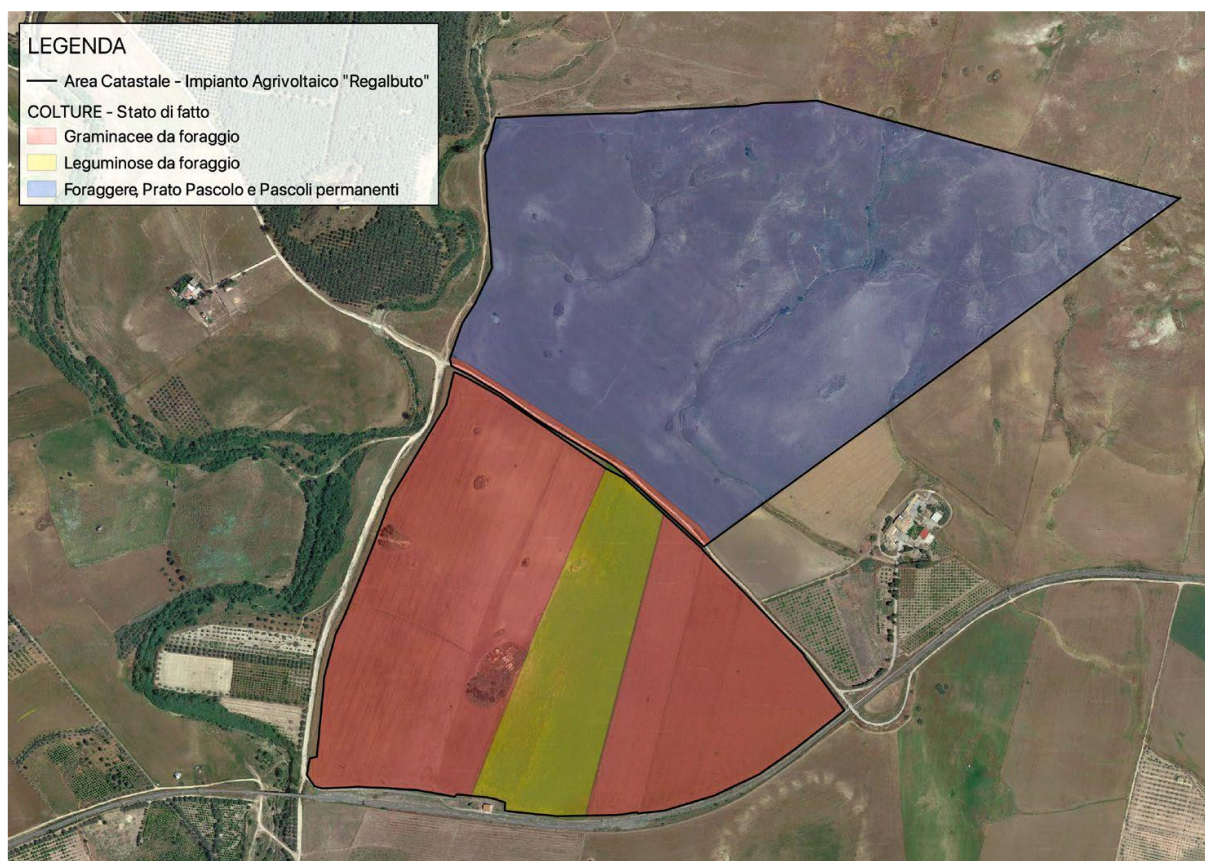 LEGENDA
Area Catastale - Impianto Agrivoltaico "Regalbuto"
COLTURE - Stato di fatto
Graminacee da foraggio
Leguminose da foraggio
Foraggere, Prato Pascolo e Pascoli permanenti